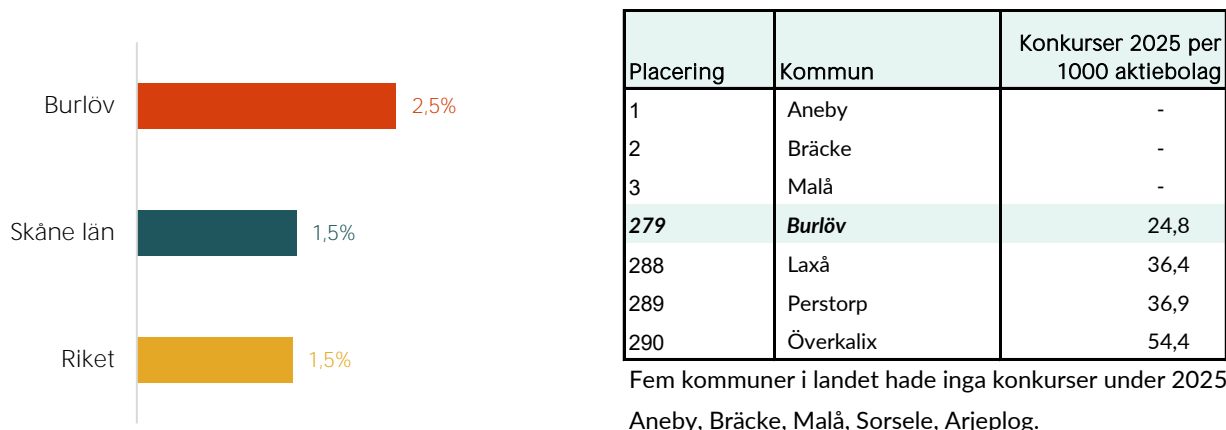 Burlöv 2,5%
Skåne län 1,5%
Riket 1,5%
Placering Kommun Konkurser 2025 per 1000 aktiebolag
1 Aneby -
2 Bräcke -
3 Malå -
279 Burlöv 24,8
288 Laxå 36,4
289 Perstorp 36,9
290 Överkalix 54,4
Fem kommuner i landet hade inga konkurser under 2025
Aneby, Bräcke, Malå, Sorsele, Arjeplog.